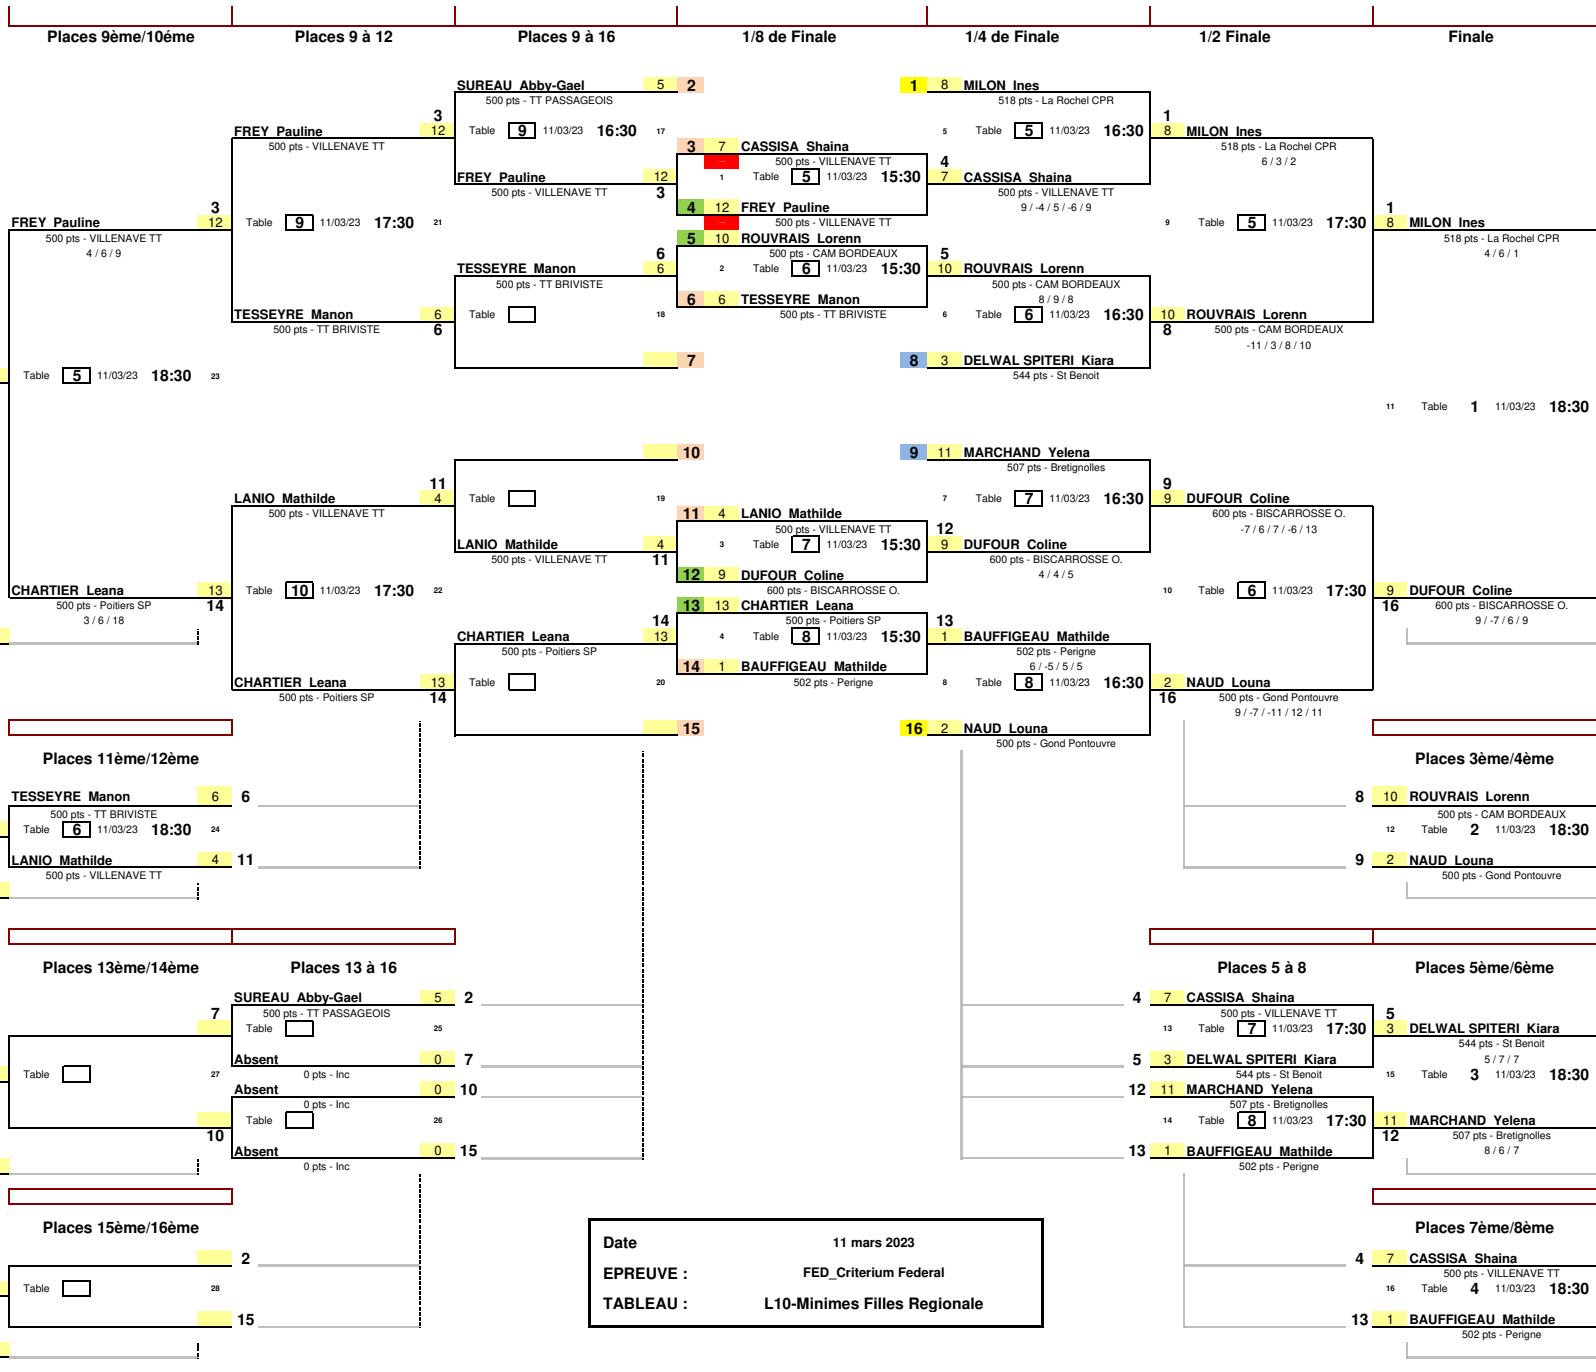 Places 9ème/10éme Places 9 à 12 Places 9 à 16 1/8 de Finale 1/4 de Finale 1/2 Finale Finale
SUREAU Abby-Gael 5 2 1 8 MILON Ines
500 pts - TT PASSAGEOIS 518 pts - La Rochel CPR
3 1
FREY Pauline 12 Table 9 11/03/23 16:30 17 5 Table 5 11/03/23 16:30 8 MILON Ines
500 pts - VILLENAVE TT 3 7 CASSISA Shaina 518 pts - La Rochel CPR
500 pts - VILLENAVE TT 4 6 / 3 / 2
FREY Pauline 12 1 Table 5 11/03/23 15:30 7 CASSISA Shaina
500 pts - VILLENAVE TT 3 500 pts - VILLENAVE TT
3 4 12 FREY Pauline 9 / -4 / 5 / -6 / 9 1
FREY Pauline 12 Table 9 11/03/23 17:30 21 500 pts - VILLENAVE TT 9 Table 5 11/03/23 17:30 8 MILON Ines
500 pts - VILLENAVE TT 5 10 ROUVRAIS Lorenn 518 pts - La Rochel CPR
4 / 6 / 9 6 500 pts - CAM BORDEAUX 5 4 / 6 / 1
TESSEYRE Manon 6 2 Table 6 11/03/23 15:30 10 ROUVRAIS Lorenn
500 pts - TT BRIVISTE 500 pts - CAM BORDEAUX
6 6 TESSEYRE Manon 8 / 9 / 8
TESSEYRE Manon 6 Table 18 500 pts - TT BRIVISTE 6 Table 6 11/03/23 16:30 10 ROUVRAIS Lorenn
500 pts - TT BRIVISTE 6 8 500 pts - CAM BORDEAUX
-11 / 3 / 8 / 10
7 8 3 DELWAL SPITERI Kiara
Table 5 11/03/23 18:30 23 544 pts - St Benoit
11 Table 1 11/03/23 18:30
10 9 11 MARCHAND Yelena
507 pts - Bretignolles
11 9
LANIO Mathilde 4 Table 19 7 Table 7 11/03/23 16:30 9 DUFOUR Coline
500 pts - VILLENAVE TT 11 4 LANIO Mathilde 600 pts - BISCARROSSE O.
500 pts - VILLENAVE TT 12 -7 / 6 / 7 / -6 / 13
LANIO Mathilde 4 3 Table 7 11/03/23 15:30 9 DUFOUR Coline
500 pts - VILLENAVE TT 11 600 pts - BISCARROSSE O.
12 9 DUFOUR Coline 4 / 4 / 5
CHARTIER Leana 13 Table 10 11/03/23 17:30 22 600 pts - BISCARROSSE O. 10 Table 6 11/03/23 17:30 9 DUFOUR Coline
500 pts - Poitiers SP 14 13 13 CHARTIER Leana 16 600 pts - BISCARROSSE O.
3 / 6 / 18 14 500 pts - Poitiers SP 13 9 / -7 / 6 / 9
CHARTIER Leana 13 4 Table 8 11/03/23 15:30 1 BAUFFIGEAU Mathilde
500 pts - Poitiers SP 502 pts - Perigne
14 1 BAUFFIGEAU Mathilde 6 / -5 / 5 / 5
CHARTIER Leana 13 Table 20 502 pts - Perigne 8 Table 8 11/03/23 16:30 2 NAUD Louna
500 pts - Poitiers SP 14 16 500 pts - Gond Pontouvre
9 / -7 / -11 / 12 / 11
15 16 2 NAUD Louna
500 pts - Gond Pontouvre
Places 11ème/12ème Places 3ème/4ème
TESSEYRE Manon 6 6 8 10 ROUVRAIS Lorenn
500 pts - TT BRIVISTE 500 pts - CAM BORDEAUX
Table 6 11/03/23 18:30 24 12 Table 2 11/03/23 18:30
LANIO Mathilde 4 11 9 2 NAUD Louna
500 pts - VILLENAVE TT 500 pts - Gond Pontouvre
Places 13ème/14ème Places 13 à 16 Places 5 à 8 Places 5ème/6ème
SUREAU Abby-Gael 5 2 4 7 CASSISA Shaina
7 500 pts - TT PASSAGEOIS 500 pts - VILLENAVE TT 5
Table 25 13 Table 7 11/03/23 17:30 3 DELWAL SPITERI Kiara
544 pts - St Benoit
Absent 0 7 5 3 DELWAL SPITERI Kiara 5 / 7 / 7
Table 27 0 pts - Inc 544 pts - St Benoit 15 Table 3 11/03/23 18:30
Absent 0 10 12 11 MARCHAND Yelena
0 pts - Inc 507 pts - Bretignolles
Table 26 14 Table 8 11/03/23 17:30 11 MARCHAND Yelena
10 12 507 pts - Bretignolles
Absent 0 15 13 1 BAUFFIGEAU Mathilde 8 / 6 / 7
0 pts - Inc 502 pts - Perigne
Places 15ème/16ème Places 7ème/8ème
2 4 7 CASSISA Shaina
500 pts - VILLENAVE TT
Table 28 16 Table 4 11/03/23 18:30
15 13 1 BAUFFIGEAU Mathilde
502 pts - Perigne
Date 11 mars 2023
EPREUVE : FED_Criterium Federal
TABLEAU : L10-Minimes Filles Regionale